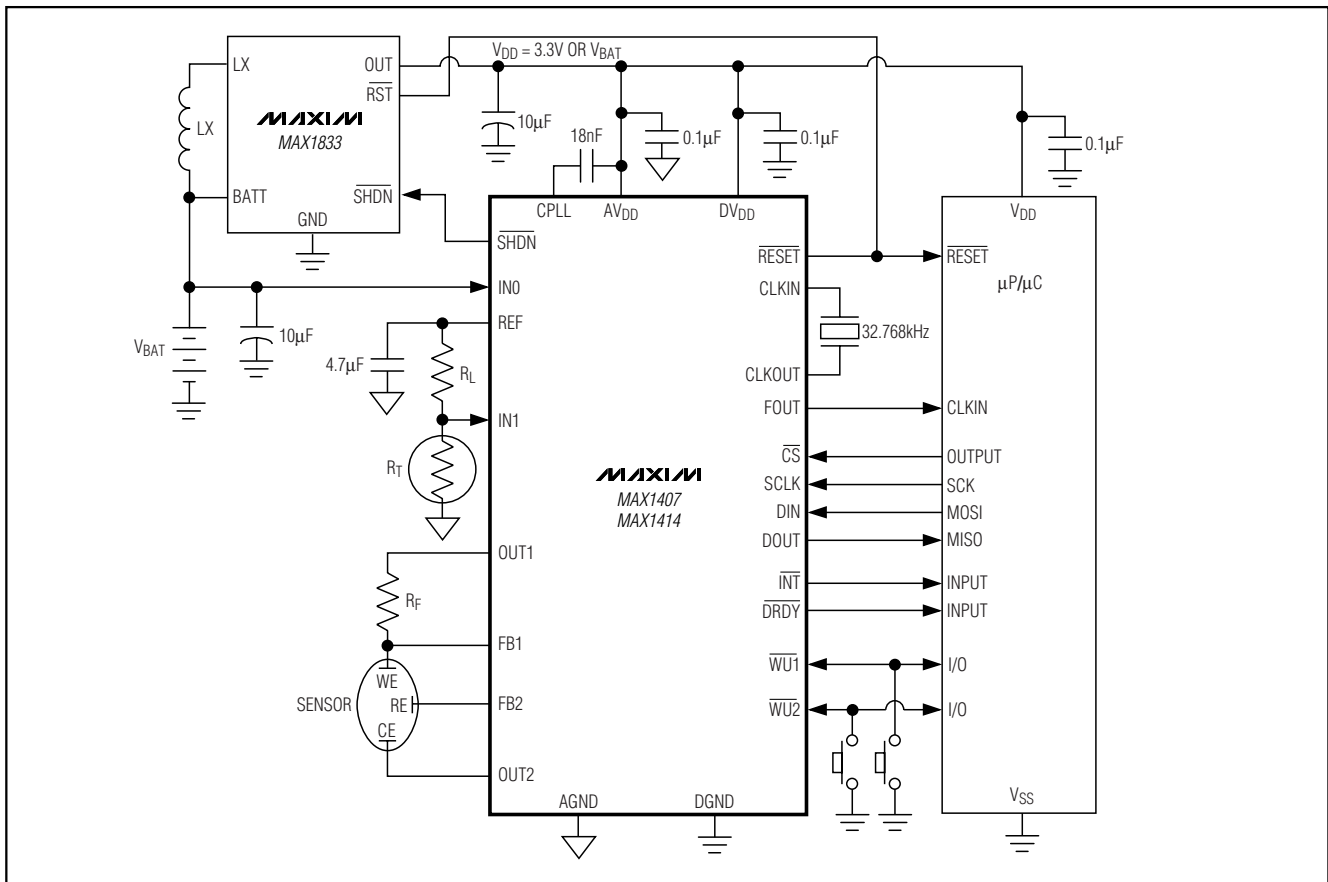 V_DD = 3.3V OR V_BAT
LX
OUT
RST
MAXIM
MAX1833
LX
BATT
SHDN
GND
10µF
18nF
0.1µF
0.1µF
0.1µF
CPLL
AV_DD
DV_DD
V_DD
SHDN
RESET
RESET
µP/µC
IN0
CLKIN
32.768kHz
CLKOUT
V_BAT
10µF
REF
4.7µF
R_L
IN1
R_T
FOUT
CLKIN
MAXIM
MAX1407
MAX1414
CS
OUTPUT
SCLK
SCK
DIN
MOSI
DOUT
MISO
INT
INPUT
DRDY
INPUT
OUT1
R_F
FB1
WE
SENSOR
RE
FB2
CE
OUT2
WU1
I/O
WU2
I/O
AGND
DGND
V_SS